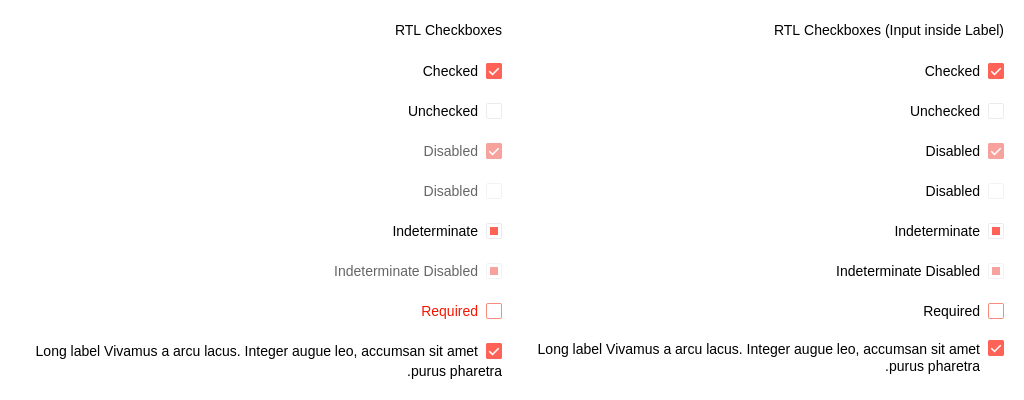 RTL Checkboxes
Checked
Unchecked
Disabled
Disabled
Indeterminate
Indeterminate Disabled
Required
Long label Vivamus a arcu lacus. Integer augue leo, accumsan sit amet
.purus pharetra
RTL Checkboxes (Input inside Label)
Checked
Unchecked
Disabled
Disabled
Indeterminate
Indeterminate Disabled
Required
Long label Vivamus a arcu lacus. Integer augue leo, accumsan sit amet
.purus pharetra